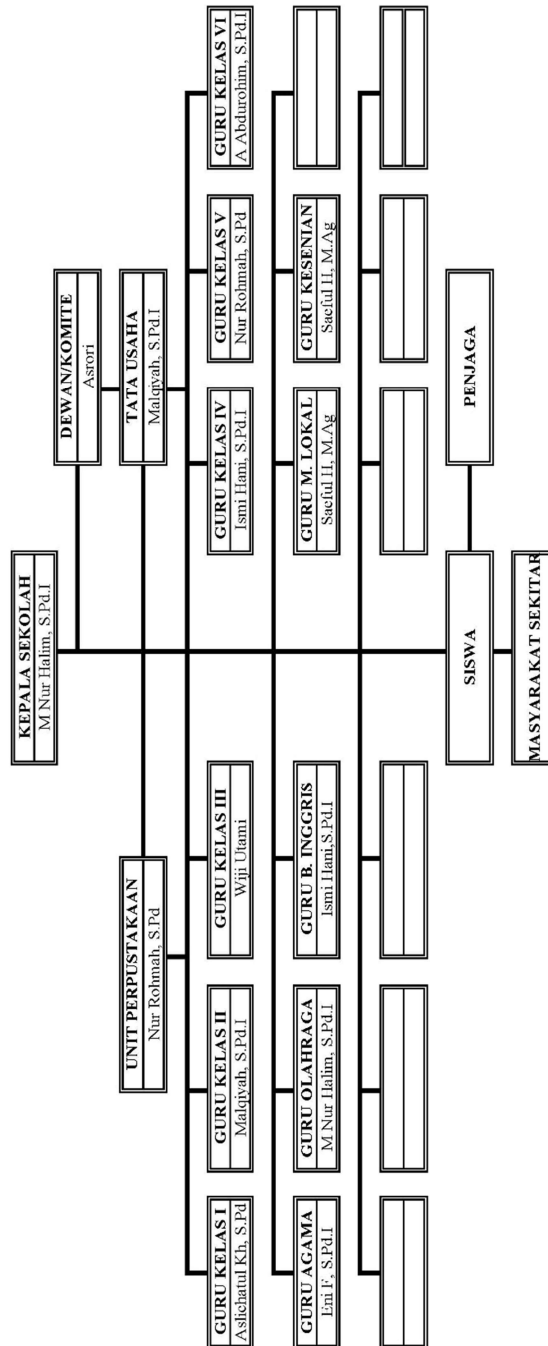 KEPALA SEKOLAH
M Nur Halim, S.Pd.I
DEWAN/KOMITE
Asrori
UNIT PERPUSTAKAAN
Nur Rohmah, S.Pd
TATA USAHA
Malqiyah, S.Pd.I
GURU KELAS I
Aslichatul Kh, S.Pd
GURU KELAS II
Malqiyah, S.Pd.I
GURU KELAS III
Wiji Utami
GURU KELAS IV
Ismi Hani, S.Pd.I
GURU KELAS V
Nur Rohmah, S.Pd
GURU KELAS VI
A Abdurohim, S.Pd.I
GURU AGAMA
Eni F, S.Pd.I
GURU OLAHRAGA
M Nur Halim, S.Pd.I
GURU B. INGGRIS
Ismi Hani,S.Pd.I
GURU M. LOKAL
Saeful H, M.Ag
GURU KESENIAN
Saeful H, M.Ag
SISWA
PENJAGA
MASYARAKAT SEKITAR